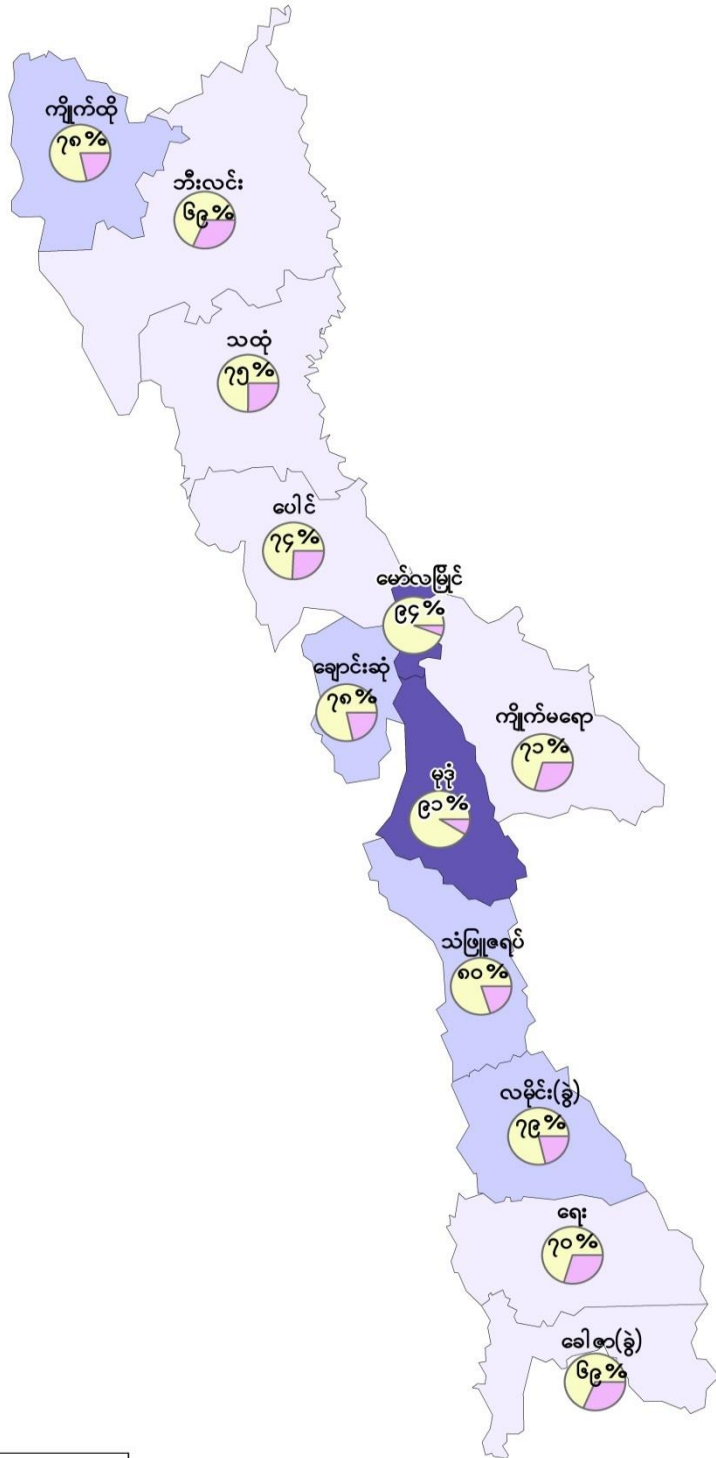 ကျိုက်ထို
၇၈%
ဘီးလင်း
၆၉%
သထုံ
၇၅%
ပေါင်
၇၄%
မော်လမြိုင်
၉၄%
ချောင်းဆုံ
၇၈%
ကျိုက်မရော
၇၁%
မုဒုံ
၉၁%
သံဖြူဇရပ်
၈၀%
လမိုင်း(ခွဲ)
၇၉%
ရေး
၇၀%
ခေါဇာ(ခွဲ)
၆၉%